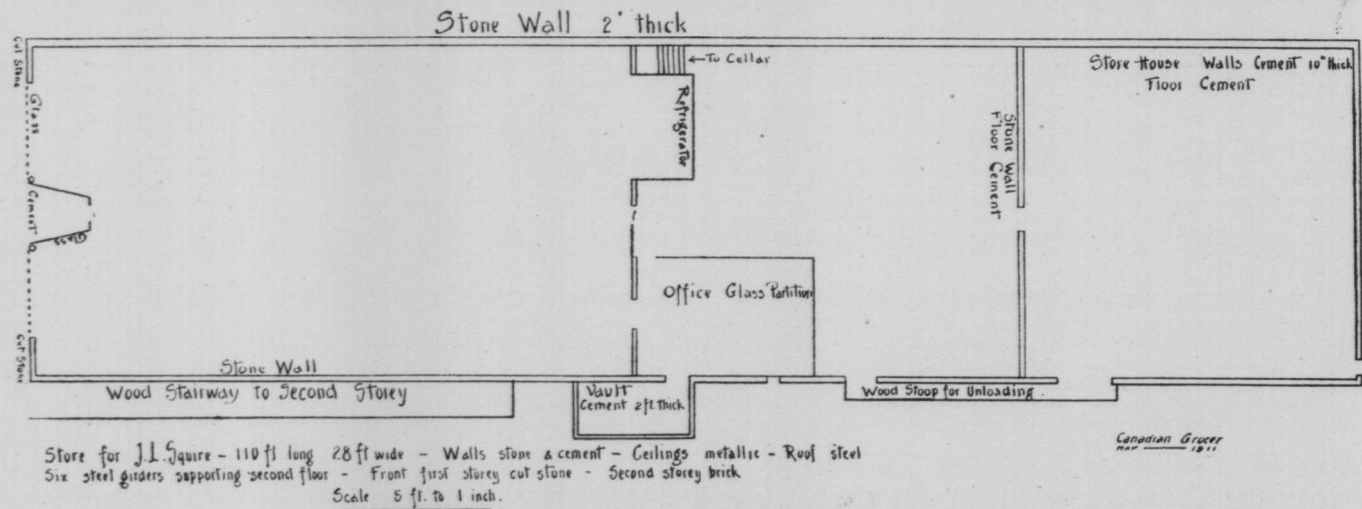 Stone Wall 2' thick
Cut Stone
Glass
Cement
Glass
Cut Stone
← To Cellar
Refrigerator
Store House Walls Cement 10" thick
Floor Cement
Stone Wall
Floor Cement
Office Glass Partition
Stone Wall
Wood Stairway to Second Storey
Vault
Cement 2 ft. thick
Wood Stoop for Unloading
Store for J. L. Squire - 110 ft long 28 ft wide - Walls stone & cement - Ceilings metallic - Roof steel
Six steel girders supporting second floor - Front first storey cut stone - Second storey brick
Scale 5 ft. to 1 inch.
Canadian Grocer
MAP 1911